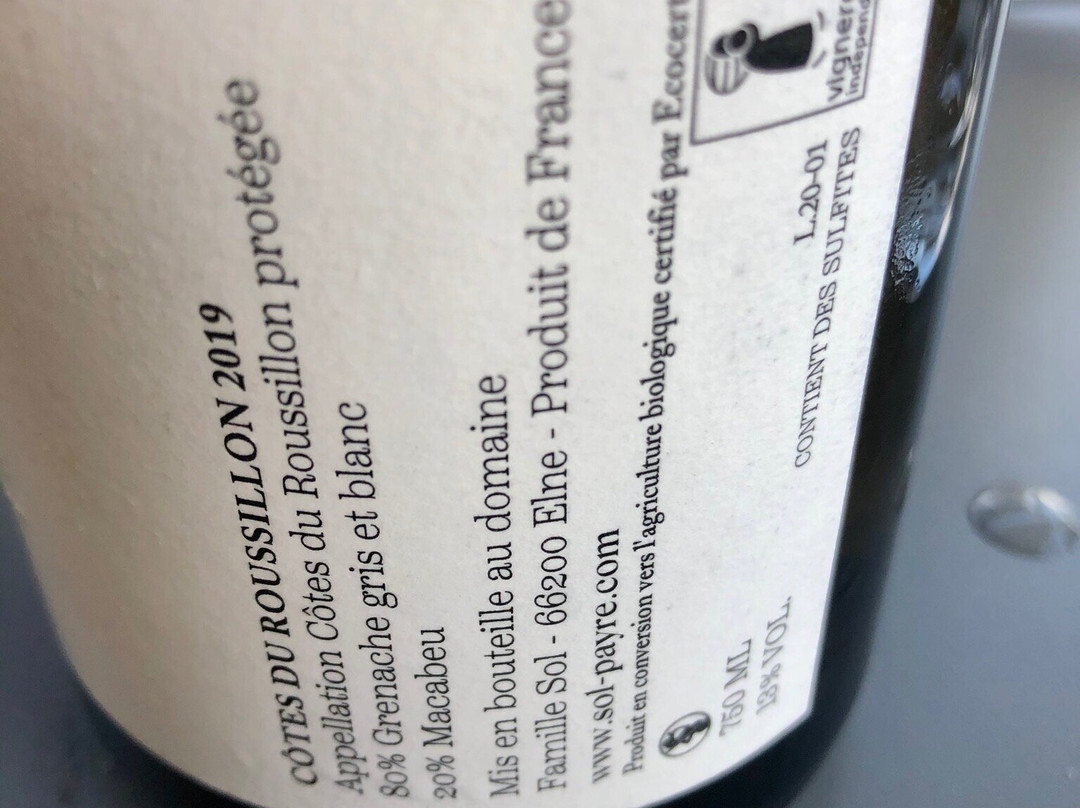 CÔTES DU ROUSSILLON 2019
Appellation Côtes du Roussillon protégée
80% Grenache gris et blanc
20% Macabeu
Mis en bouteille au domaine
Famille Sol - 66200 Elne - Produit de France
www.sol-payre.com
Produit en conversion vers l'agriculture biologique certifié par Ecocert
750 ML
13% VOL.
L.20-01
CONTIENT DES SULFITES